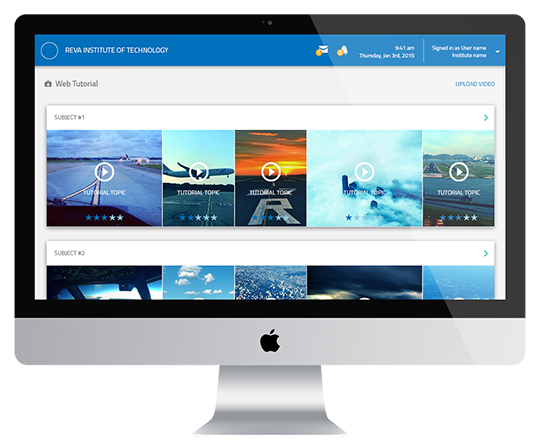 REVA INSTITUTE OF TECHNOLOGY
9:41 am
Thursday, Jan 3rd, 2015
Signed in as User name
Institute name
Web Tutorial
UPLOAD VIDEO
SUBJECT #1
TUTORIAL TOPIC
TUTORIAL TOPIC
TUTORIAL TOPIC
TUTORIAL TOPIC
TUTORIAL TOPIC
SUBJECT #2